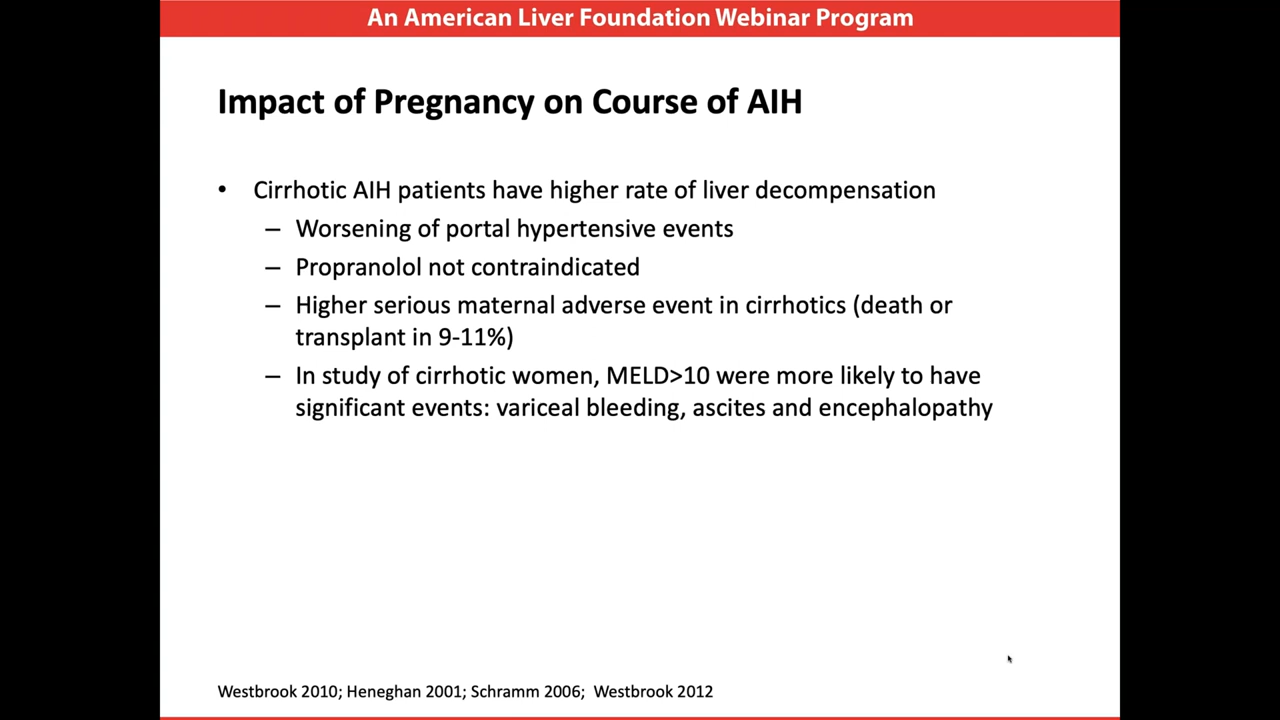 An American Liver Foundation Webinar Program
Impact of Pregnancy on Course of AIH
• Cirrhotic AIH patients have higher rate of liver decompensation
– Worsening of portal hypertensive events
– Propranolol not contraindicated
– Higher serious maternal adverse event in cirrhotics (death or
transplant in 9-11%)
– In study of cirrhotic women, MELD>10 were more likely to have
significant events: variceal bleeding, ascites and encephalopathy
Westbrook 2010; Heneghan 2001; Schramm 2006; Westbrook 2012